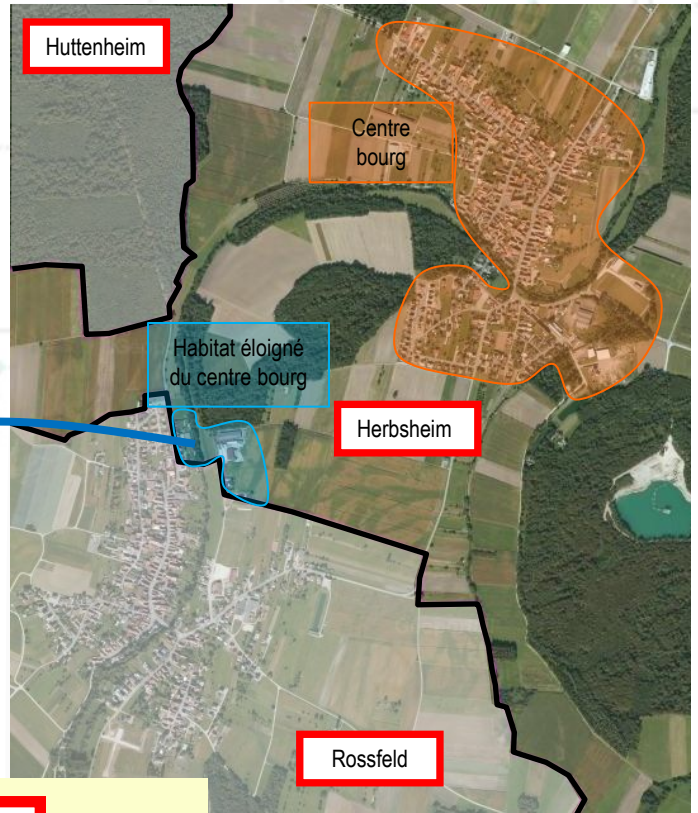 Huttenheim
Centre
bourg
Habitat éloigné
du centre bourg
Herbsheim
Rossfeld